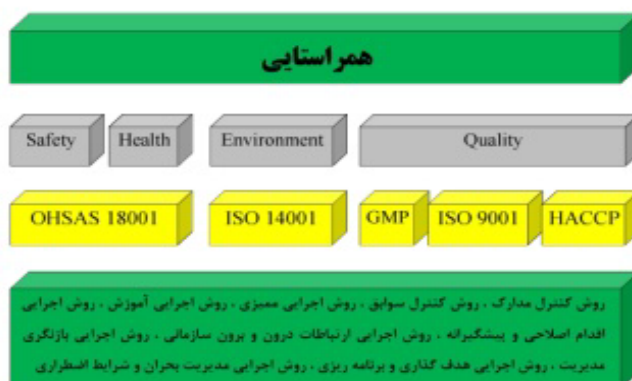 همراستایی
Safety Health Environment Quality
OHSAS 18001 ISO 14001 GMP ISO 9001 HACCP
روش کنترل مدارک ، روش کنترل سوابق ، روش اجرایی ممیزی ، روش اجرایی آموزش ، روش اجرایی
اقدام اصلاحی و پیشگیرانه ، روش اجرایی ارتباطات درون و برون سازمانی ، روش اجرایی بازنگری
مدیریت ، روش اجرایی هدف گذاری و برنامه ریزی ، روش اجرایی مدیریت بحران و شرایط اضطراری